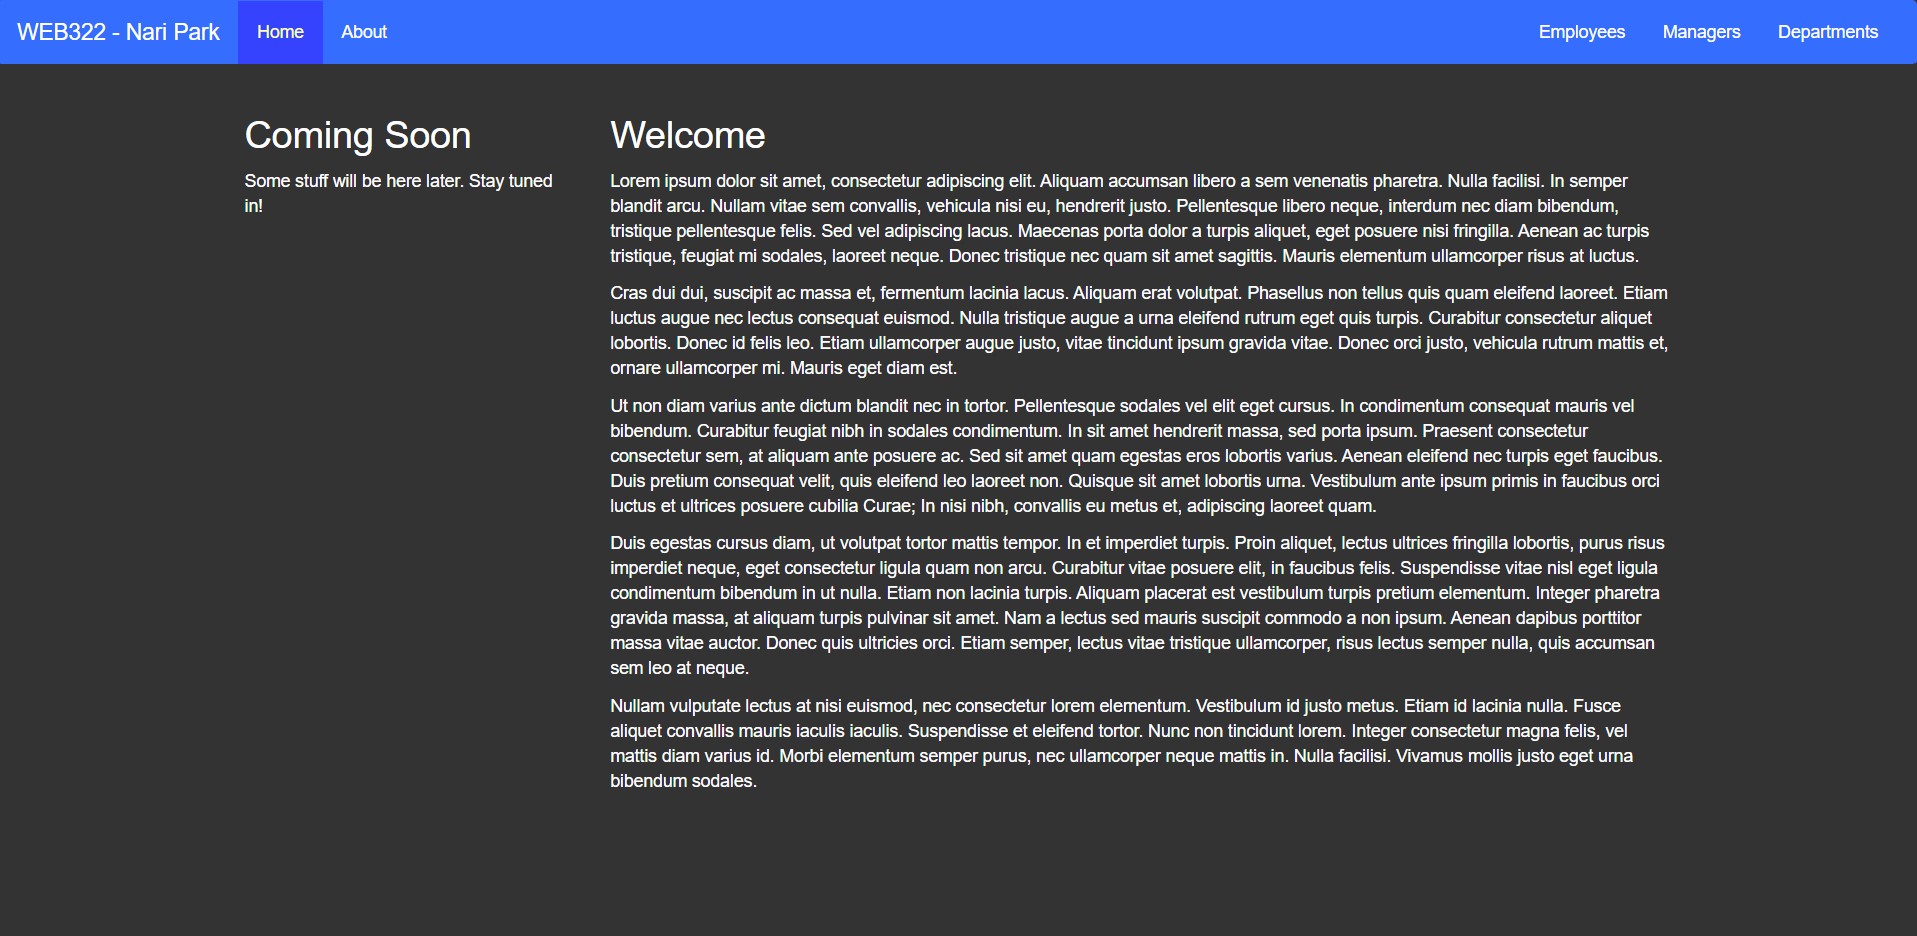 WEB322 - Nari Park Home About Employees Managers Departments
Coming Soon
Some stuff will be here later. Stay tuned
in!
Welcome
Lorem ipsum dolor sit amet, consectetur adipiscing elit. Aliquam accumsan libero a sem venenatis pharetra. Nulla facilisi. In semper
blandit arcu. Nullam vitae sem convallis, vehicula nisi eu, hendrerit justo. Pellentesque libero neque, interdum nec diam bibendum,
tristique pellentesque felis. Sed vel adipiscing lacus. Maecenas porta dolor a turpis aliquet, eget posuere nisi fringilla. Aenean ac turpis
tristique, feugiat mi sodales, laoreet neque. Donec tristique nec quam sit amet sagittis. Mauris elementum ullamcorper risus at luctus.
Cras dui dui, suscipit ac massa et, fermentum lacinia lacus. Aliquam erat volutpat. Phasellus non tellus quis quam eleifend laoreet. Etiam
luctus augue nec lectus consequat euismod. Nulla tristique augue a urna eleifend rutrum eget quis turpis. Curabitur consectetur aliquet
lobortis. Donec id felis leo. Etiam ullamcorper augue justo, vitae tincidunt ipsum gravida vitae. Donec orci justo, vehicula rutrum mattis et,
ornare ullamcorper mi. Mauris eget diam est.
Ut non diam varius ante dictum blandit nec in tortor. Pellentesque sodales vel elit eget cursus. In condimentum consequat mauris vel
bibendum. Curabitur feugiat nibh in sodales condimentum. In sit amet hendrerit massa, sed porta ipsum. Praesent consectetur
consectetur sem, at aliquam ante posuere ac. Sed sit amet quam egestas eros lobortis varius. Aenean eleifend nec turpis eget faucibus.
Duis pretium consequat velit, quis eleifend leo laoreet non. Quisque sit amet lobortis urna. Vestibulum ante ipsum primis in faucibus orci
luctus et ultrices posuere cubilia Curae; In nisi nibh, convallis eu metus et, adipiscing laoreet quam.
Duis egestas cursus diam, ut volutpat tortor mattis tempor. In et imperdiet turpis. Proin aliquet, lectus ultrices fringilla lobortis, purus risus
imperdiet neque, eget consectetur ligula quam non arcu. Curabitur vitae posuere elit, in faucibus felis. Suspendisse vitae nisl eget ligula
condimentum bibendum in ut nulla. Etiam non lacinia turpis. Aliquam placerat est vestibulum turpis pretium elementum. Integer pharetra
gravida massa, at aliquam turpis pulvinar sit amet. Nam a lectus sed mauris suscipit commodo a non ipsum. Aenean dapibus porttitor
massa vitae auctor. Donec quis ultricies orci. Etiam semper, lectus vitae tristique ullamcorper, risus lectus semper nulla, quis accumsan
sem leo at neque.
Nullam vulputate lectus at nisi euismod, nec consectetur lorem elementum. Vestibulum id justo metus. Etiam id lacinia nulla. Fusce
aliquet convallis mauris iaculis iaculis. Suspendisse et eleifend tortor. Nunc non tincidunt lorem. Integer consectetur magna felis, vel
mattis diam varius id. Morbi elementum semper purus, nec ullamcorper neque mattis in. Nulla facilisi. Vivamus mollis justo eget urna
bibendum sodales.